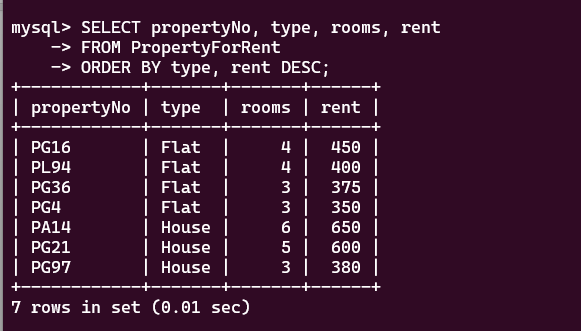 mysql> SELECT propertyNo, type, rooms, rent
    -> FROM PropertyForRent
    -> ORDER BY type, rent DESC;
+------------+-------+-------+------+
| propertyNo | type  | rooms | rent |
+------------+-------+-------+------+
| PG16       | Flat  |     4 |  450 |
| PL94       | Flat  |     4 |  400 |
| PG36       | Flat  |     3 |  375 |
| PG4        | Flat  |     3 |  350 |
| PA14       | House |     6 |  650 |
| PG21       | House |     5 |  600 |
| PG97       | House |     3 |  380 |
+------------+-------+-------+------+
7 rows in set (0.01 sec)